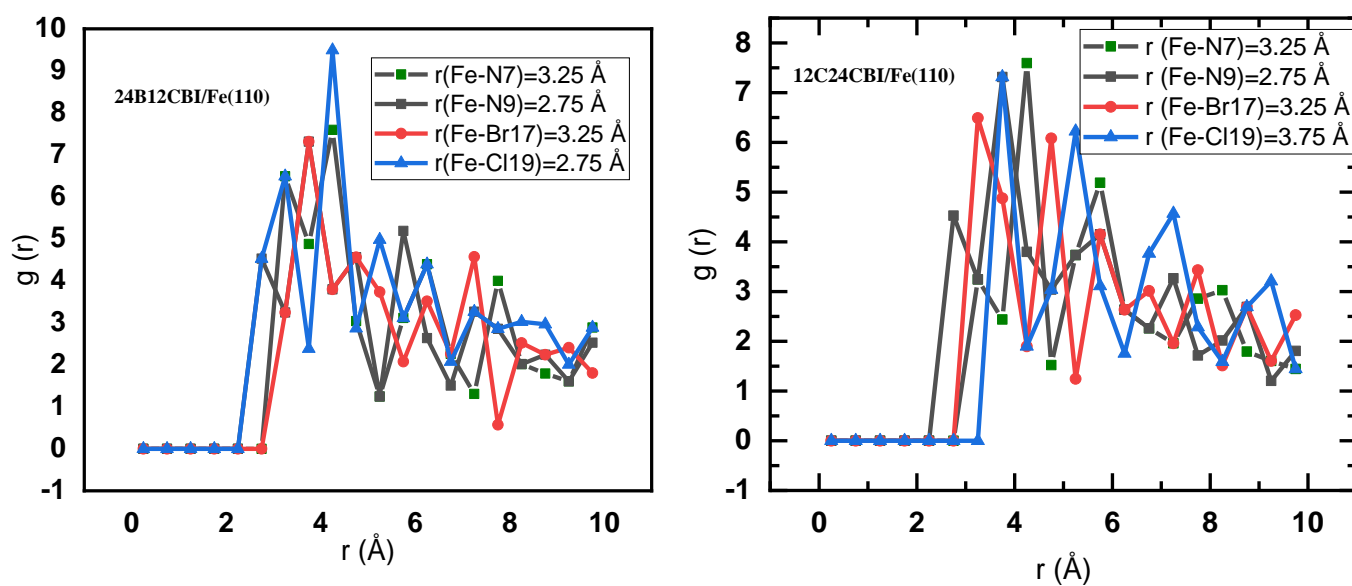 10
9
8
7
6
5
4
3
2
1
0
-1
g (r)
24B12CBI/Fe(110)
r(Fe-N7)=3.25 Å
r(Fe-N9)=2.75 Å
r(Fe-Br17)=3.25 Å
r(Fe-Cl19)=2.75 Å
0 2 4 6 8 10
r (Å)
8
7
6
5
4
3
2
1
0
-1
g (r)
12C24CBI/Fe(110)
r (Fe-N7)=3.25 Å
r (Fe-N9)=2.75 Å
r (Fe-Br17)=3.25 Å
r (Fe-Cl19)=3.75 Å
0 2 4 6 8 10
r (Å)